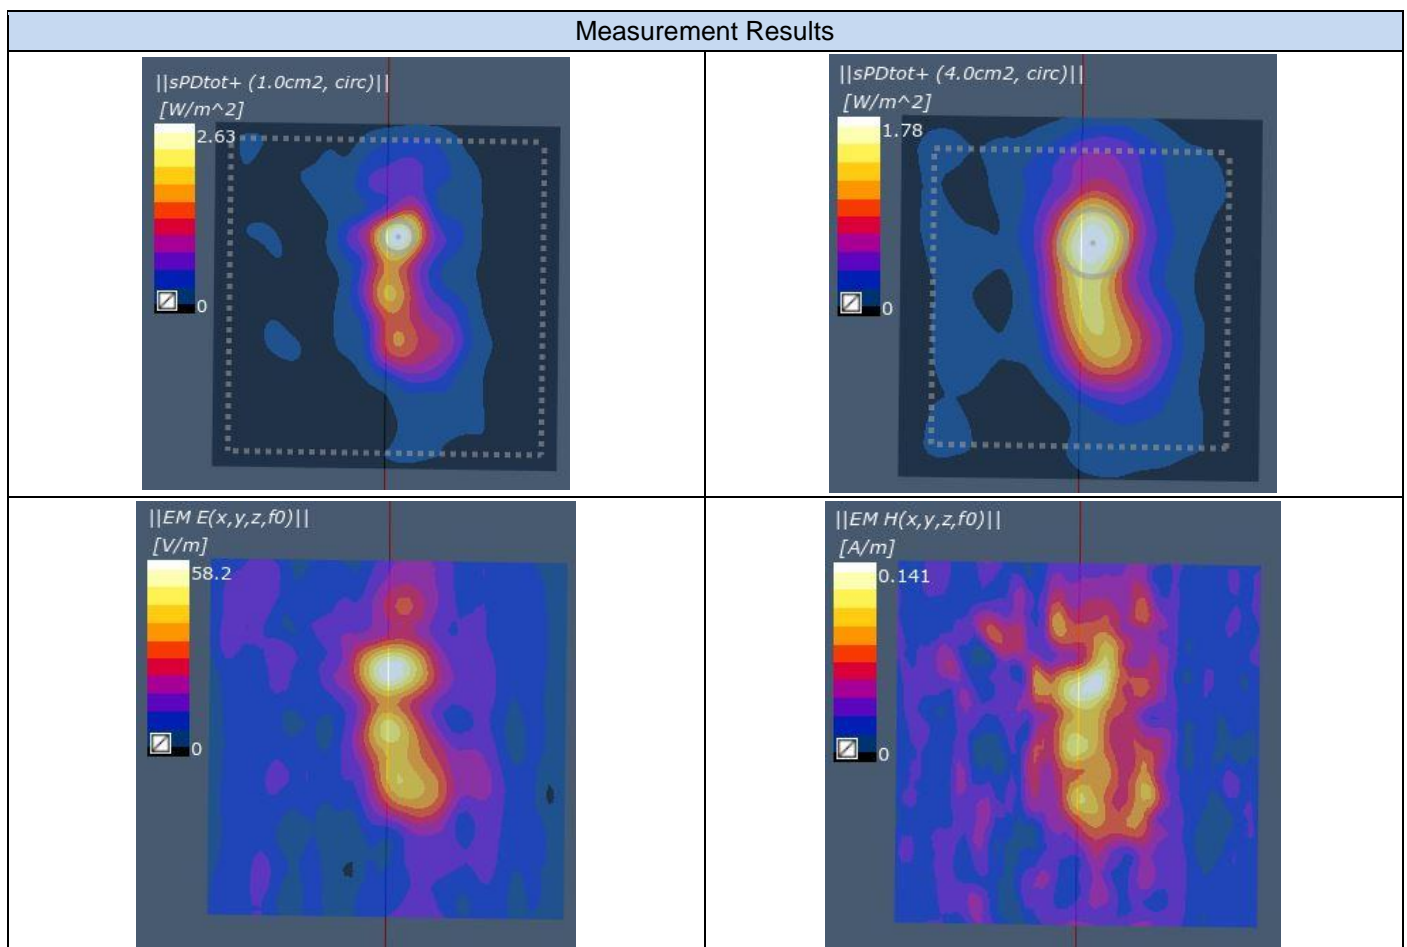 Measurement Results
||sPDtot+ (1.0cm2, circ)||
[W/m^2]
2.63
0
||sPDtot+ (4.0cm2, circ)||
[W/m^2]
1.78
0
||EM E(x,y,z,f0)||
[V/m]
58.2
0
||EM H(x,y,z,f0)||
[A/m]
0.141
0